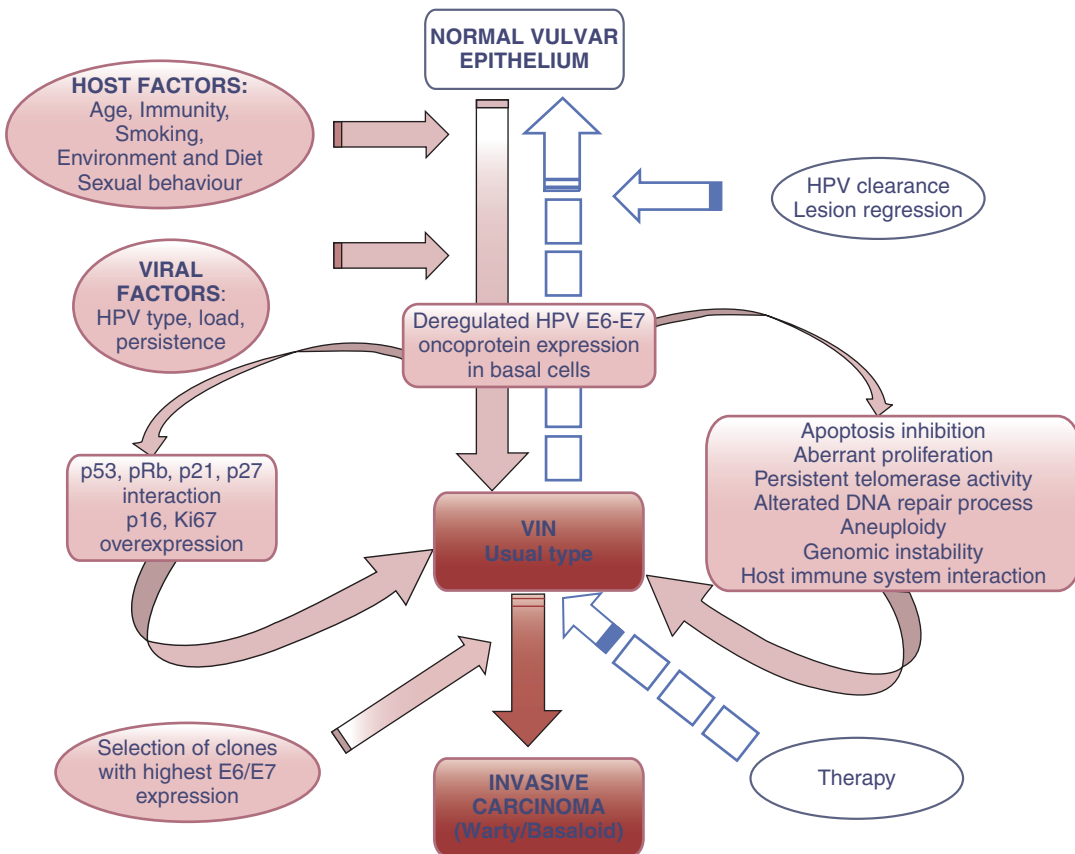 NORMAL VULVAR
EPITHELIUM
HOST FACTORS:
Age, Immunity,
Smoking,
Environment and Diet
Sexual behaviour
HPV clearance
Lesion regression
VIRAL
FACTORS:
HPV type, load,
persistence
Deregulated HPV E6-E7
oncoprotein expression
in basal cells
p53, pRb, p21, p27
interaction
p16, Ki67
overexpression
Apoptosis inhibition
Aberrant proliferation
Persistent telomerase activity
Alterated DNA repair process
Aneuploidy
Genomic instability
Host immune system interaction
VIN
Usual type
Selection of clones
with highest E6/E7
expression
Therapy
INVASIVE
CARCINOMA
(Warty/Basaloid)